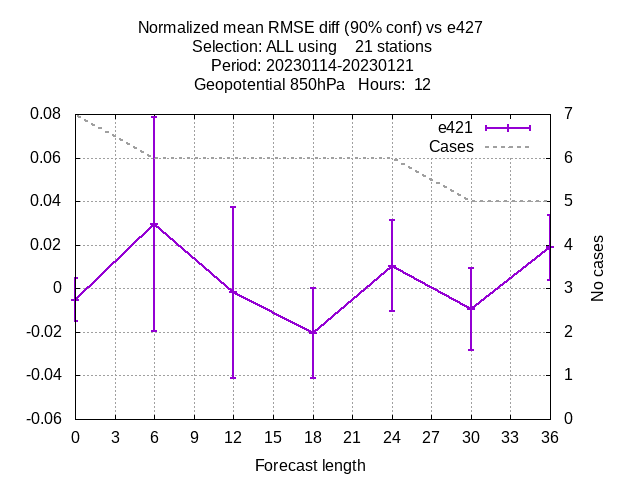 Normalized mean RMSE diff (90% conf) vs e427
Selection: ALL using    21 stations
Period: 20230114-20230121
Geopotential 850hPa   Hours:  12
e421
Cases
0.08
0.06
0.04
0.02
0
-0.02
-0.04
-0.06
7
6
5
4
3
2
1
0
No cases
0 3 6 9 12 15 18 21 24 27 30 33 36
Forecast length